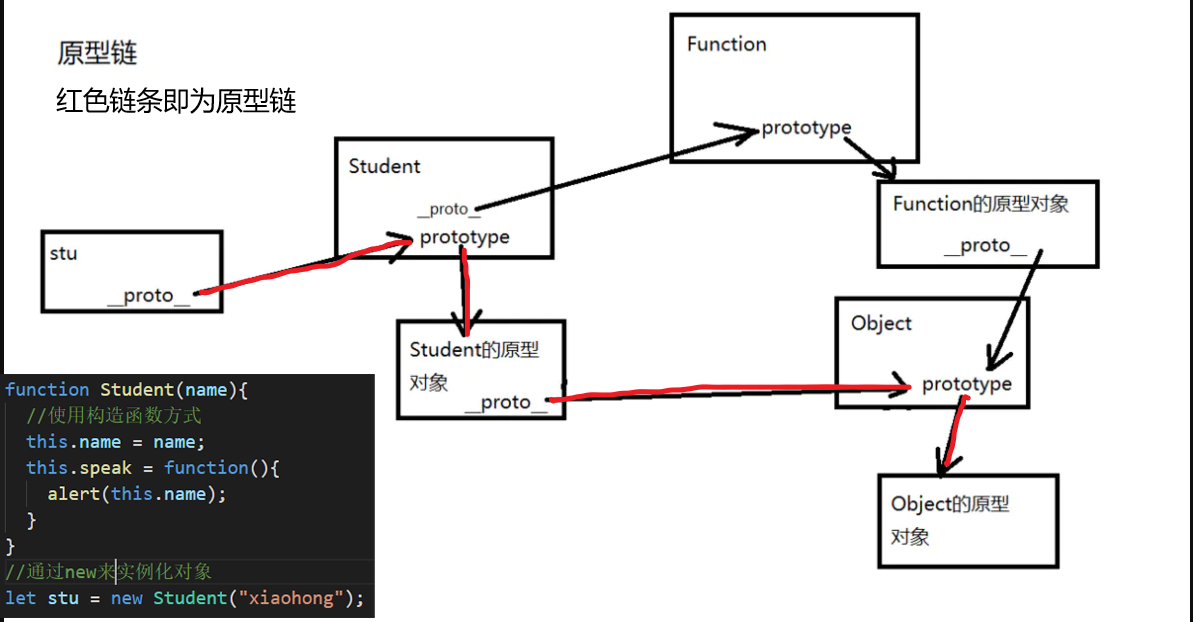 原型链
红色链条即为原型链
Function
prototype
Student
__proto__
prototype
Function的原型对象
__proto__
stu
__proto__
Object
prototype
Student的原型
对象
__proto__
Object的原型
对象
function Student(name){
//使用构造函数方式
this.name = name;
this.speak = function(){
alert(this.name);
}
}
//通过new来实例化对象
let stu = new Student("xiaohong");